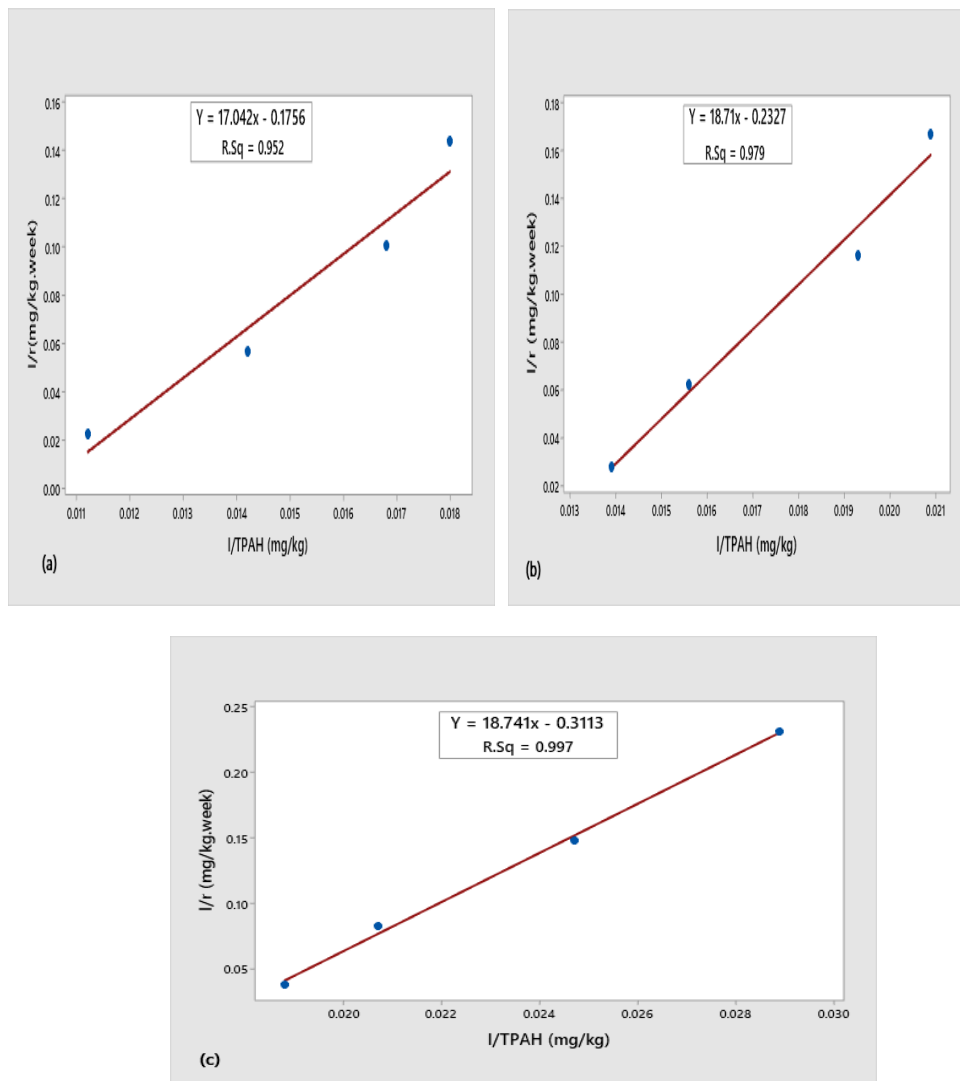 Y = 17.042x - 0.1756
R.Sq = 0.952
0.16
0.14
0.12
0.10
0.08
0.06
0.04
0.02
0.00
I/r(mg/kg.week)
0.011 0.012 0.013 0.014 0.015 0.016 0.017 0.018
I/TPAH (mg/kg)
(a)
Y = 18.71x - 0.2327
R.Sq = 0.979
0.18
0.16
0.14
0.12
0.10
0.08
0.06
0.04
0.02
I/r (mg/kg.week)
0.013 0.014 0.015 0.016 0.017 0.018 0.019 0.020 0.021
I/TPAH (mg/kg)
(b)
Y = 18.741x - 0.3113
R.Sq = 0.997
0.25
0.20
0.15
0.10
0.05
I/r (mg/kg.week)
0.020 0.022 0.024 0.026 0.028 0.030
I/TPAH (mg/kg)
(c)